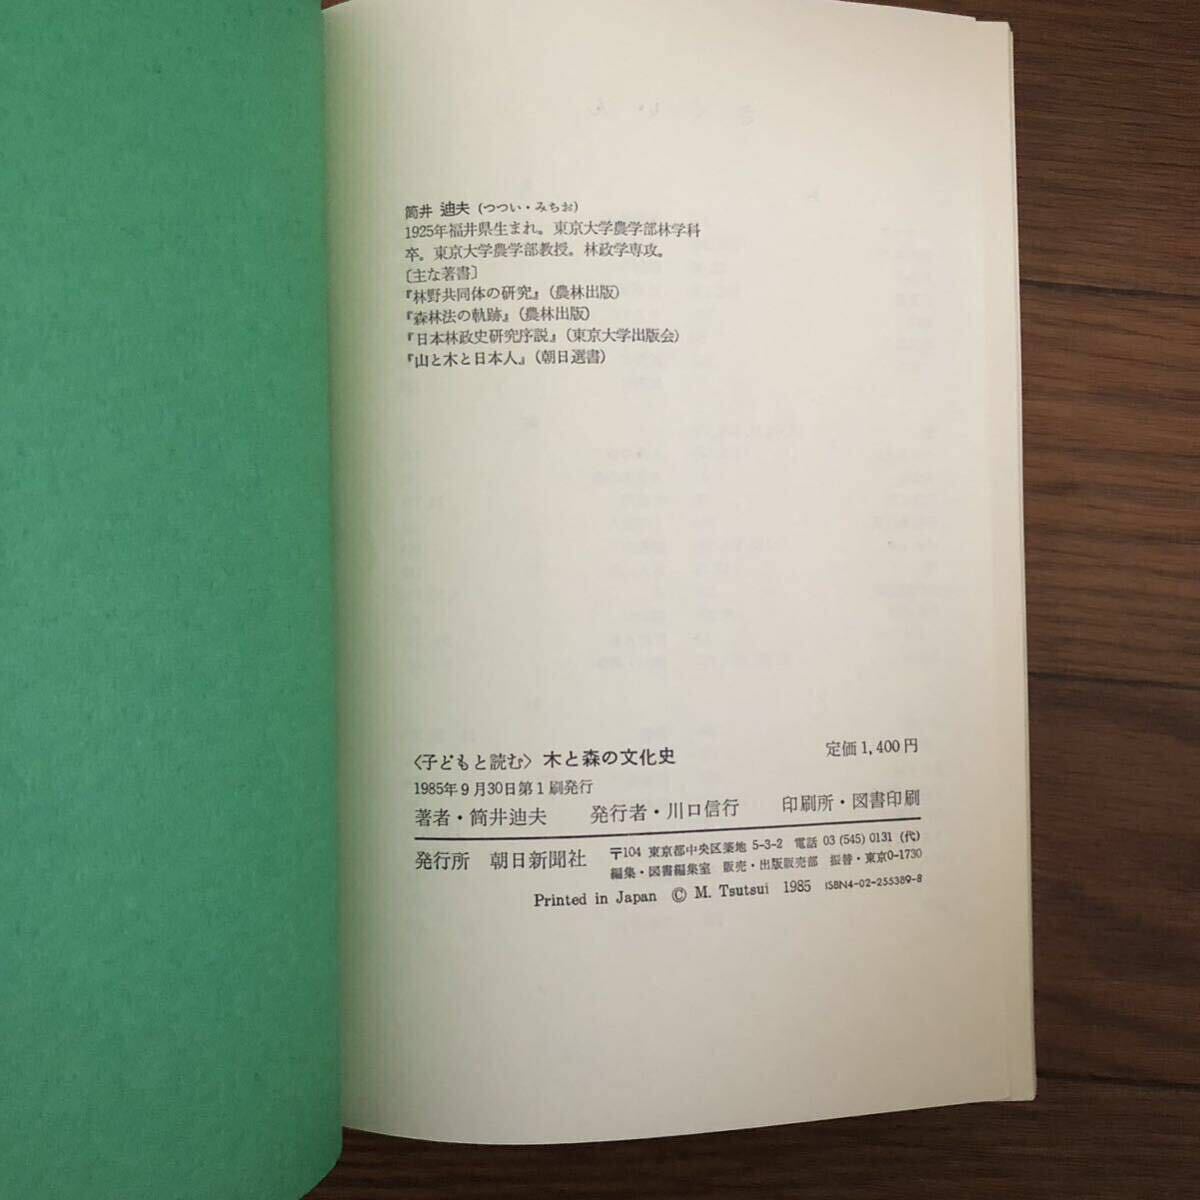 筒井 迪夫(つつい・みちお)
1925年福井県生まれ。東京大学農学部林学科
卒。東京大学農学部教授。林政学専攻。
〔主な著書〕
『林野共同体の研究』(農林出版)
『森林法の軌跡』(農林出版)
『日本林政史研究序説』(東京大学出版会)
『山と木と日本人』(朝日選書)
〈子どもと読む〉 木と森の文化史 定価1,400円
1985年9月30日第1刷発行
著者・筒井迪夫 発行者・川口信行 印刷所・図書印刷
発行所 朝日新聞社 〒104 東京都中央区築地 5-3-2 電話 03 (545) 0131 (代)
編集・図書編集室 販売・出版販売部 振替・東京0-1730
Printed in Japan © M. Tsutsui 1985 ISBN4-02-255389-8